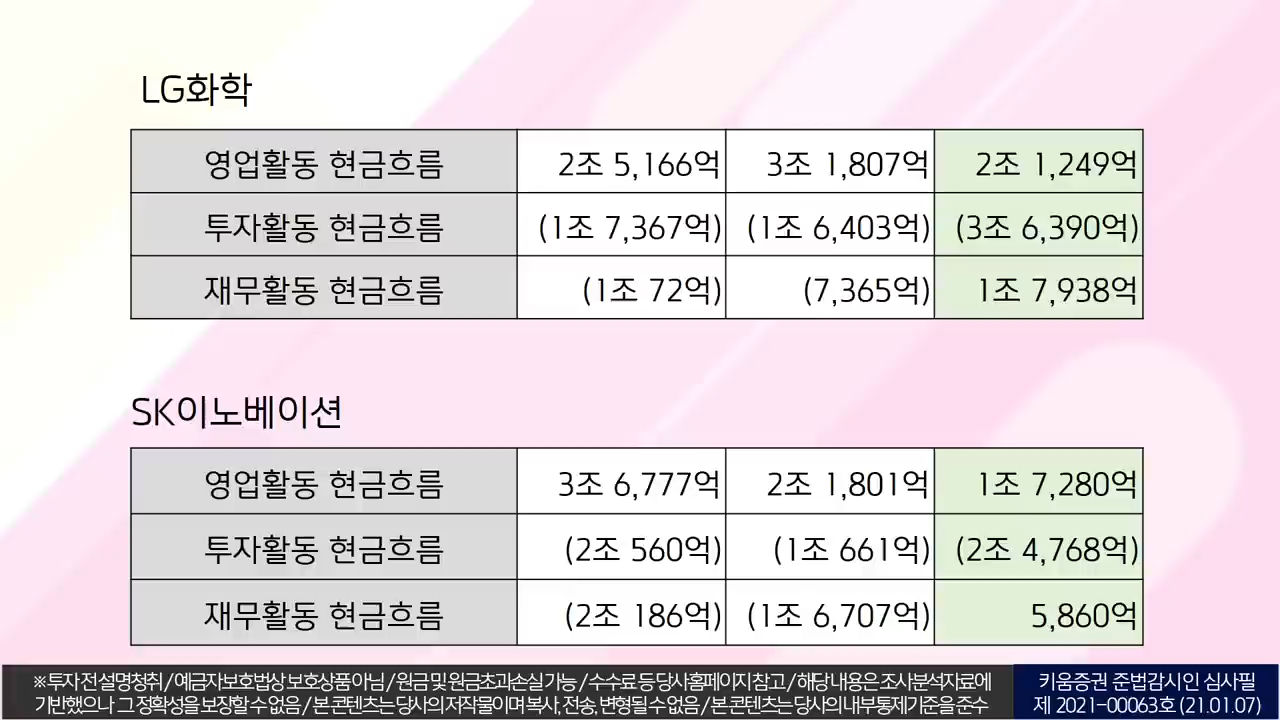 LG화학
영업활동 현금흐름 2조 5,166억 3조 1,807억 2조 1,249억
투자활동 현금흐름 (1조 7,367억) (1조 6,403억) (3조 6,390억)
재무활동 현금흐름 (1조 72억) (7,365억) 1조 7,938억
SK이노베이션
영업활동 현금흐름 3조 6,777억 2조 1,801억 1조 7,280억
투자활동 현금흐름 (2조 560억) (1조 661억) (2조 4,768억)
재무활동 현금흐름 (2조 186억) (1조 6,707억) 5,860억
※ 투자 전 설명청취 / 예금자보호법상 보호상품 아님 / 원금 및 원금초과손실 가능 / 수수료 등 당사 홈페이지 참고 / 해당 내용은 조사분석자료에
기반했으나 그 정확성을 보장할 수 없음 / 본 콘텐츠는 당사의 저작물이며 복사, 전송, 변형될 수 없음 / 본 콘텐츠는 당사의 내부통제기준을 준수
키움증권 준법감시인 심사필
제 2021-00063호 (21.01.07)